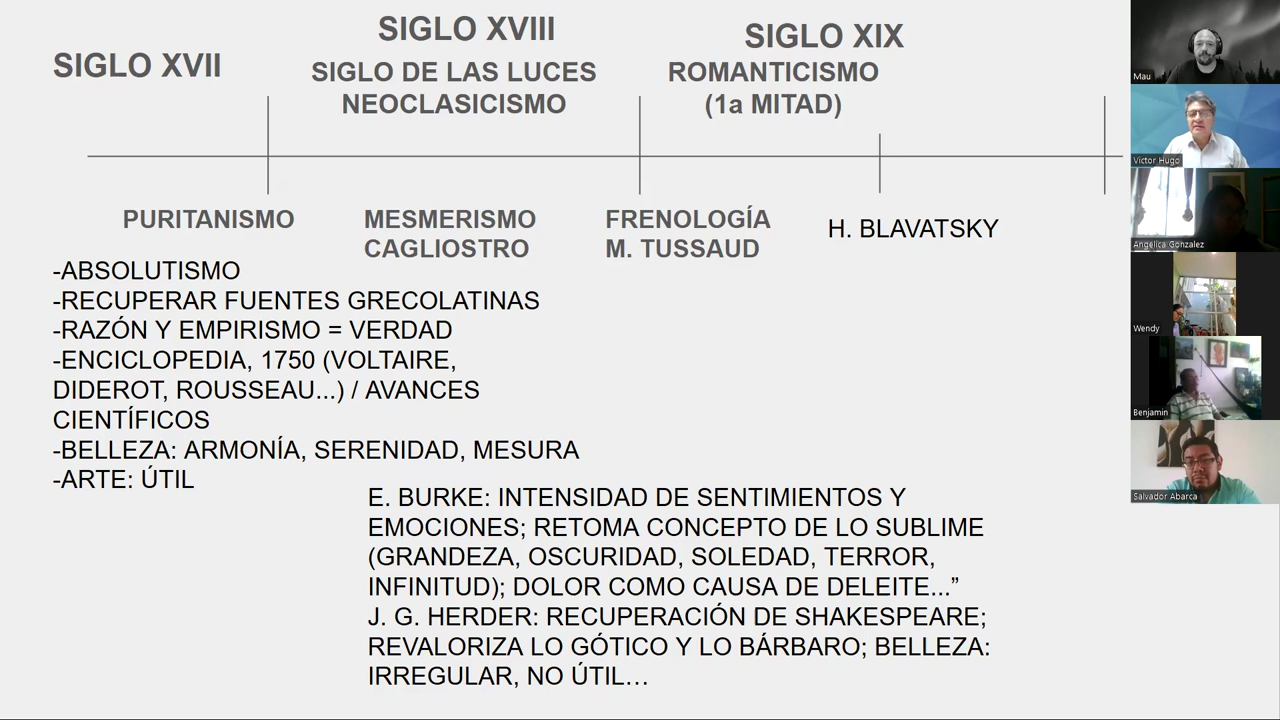 SIGLO XVII
SIGLO XVIII
SIGLO DE LAS LUCES
NEOCLASICISMO
SIGLO XIX
ROMANTICISMO
(1a MITAD)
PURITANISMO
MESMERISMO
CAGLIOSTRO
FRENOLOGÍA
M. TUSSAUD
H. BLAVATSKY
-ABSOLUTISMO
-RECUPERAR FUENTES GRECOLATINAS
-RAZÓN Y EMPIRISMO = VERDAD
-ENCICLOPEDIA, 1750 (VOLTAIRE,
DIDEROT, ROUSSEAU...) / AVANCES
CIENTÍFICOS
-BELLEZA: ARMONÍA, SERENIDAD, MESURA
-ARTE: ÚTIL
E. BURKE: INTENSIDAD DE SENTIMIENTOS Y
EMOCIONES; RETOMA CONCEPTO DE LO SUBLIME
(GRANDEZA, OSCURIDAD, SOLEDAD, TERROR,
INFINITUD); DOLOR COMO CAUSA DE DELEITE...”
J. G. HERDER: RECUPERACIÓN DE SHAKESPEARE;
REVALORIZA LO GÓTICO Y LO BÁRBARO; BELLEZA:
IRREGULAR, NO ÚTIL…
Mau
Víctor Hugo
Angelica Gonzalez
Wendy
Benjamin
Salvador Abarca